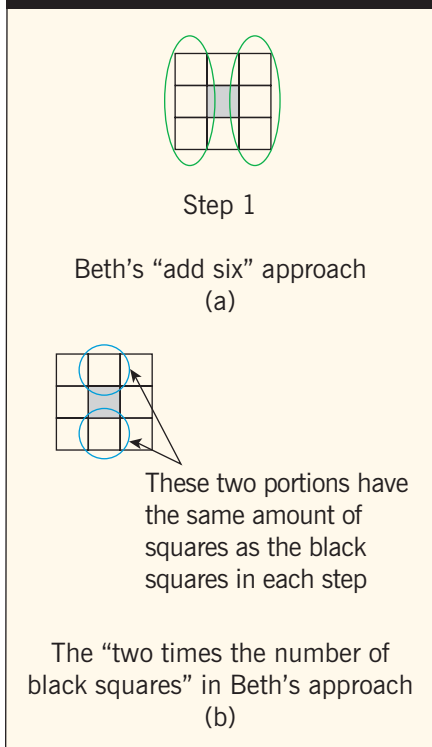 Step 1
Beth's “add six” approach
(a)
These two portions have
the same amount of
squares as the black
squares in each step
The “two times the number of
black squares” in Beth's approach
(b)